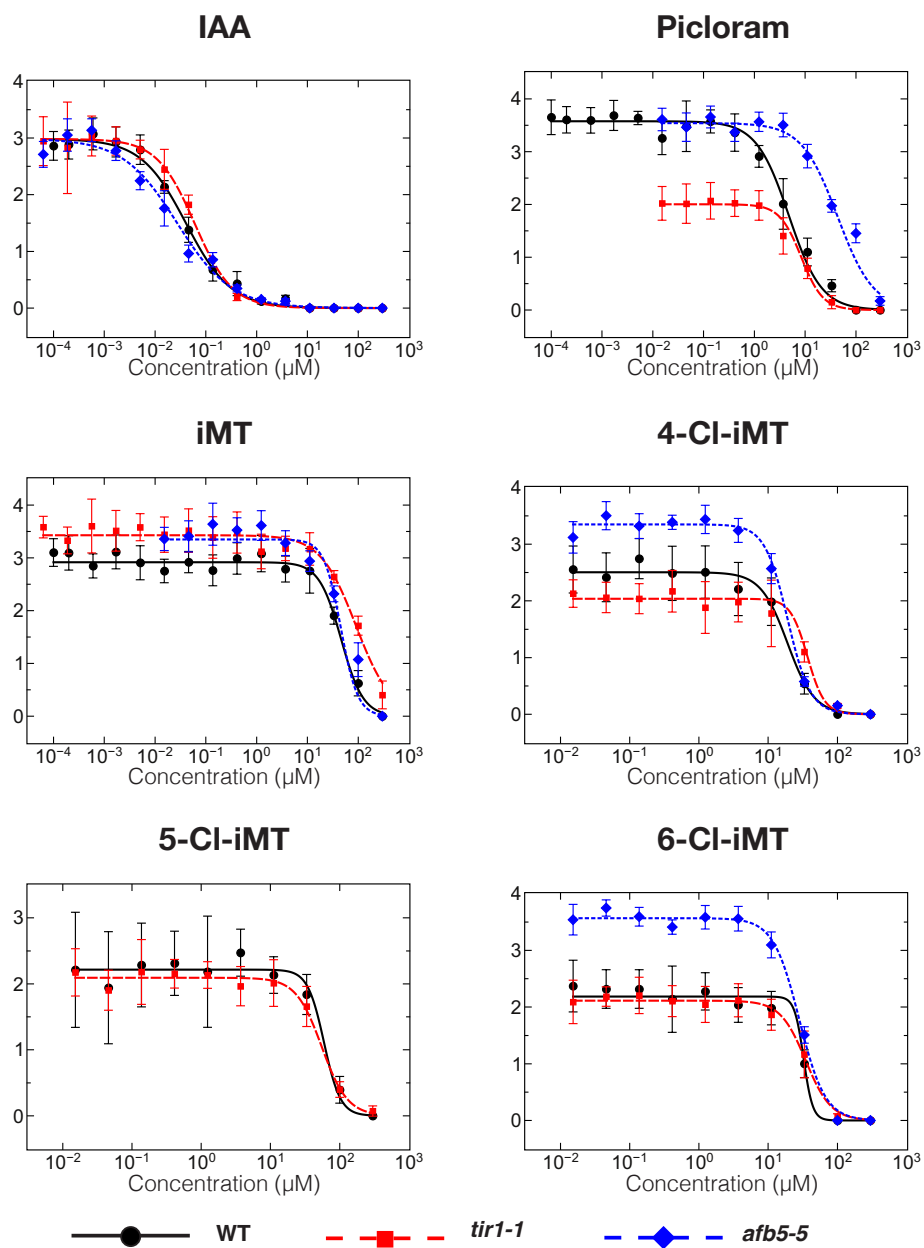 IAA
Picloram
4
3
2
1
0
10⁻⁴ 10⁻³ 10⁻² 10⁻¹ 10⁰ 10¹ 10² 10³
Concentration (µM)
4
3
2
1
0
10⁻⁴ 10⁻³ 10⁻² 10⁻¹ 10⁰ 10¹ 10² 10³
Concentration (µM)
iMT
4-Cl-iMT
4
3
2
1
0
10⁻⁴ 10⁻³ 10⁻² 10⁻¹ 10⁰ 10¹ 10² 10³
Concentration (µM)
4
3
2
1
0
10⁻² 10⁻¹ 10⁰ 10¹ 10² 10³
Concentration (µM)
5-Cl-iMT
6-Cl-iMT
3
2
1
0
10⁻² 10⁻¹ 10⁰ 10¹ 10² 10³
Concentration (µM)
4
3
2
1
0
10⁻² 10⁻¹ 10⁰ 10¹ 10² 10³
Concentration (µM)
WT tir1-1 afb5-5